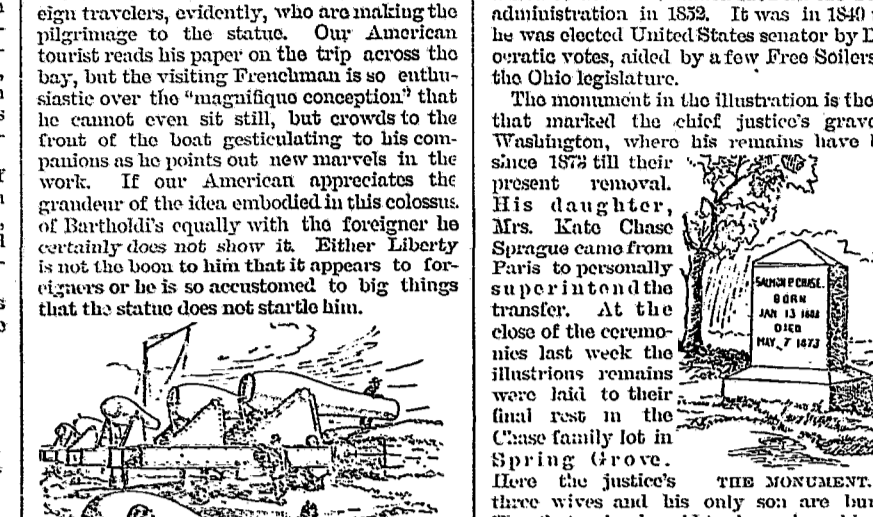 eign travelers, evidently, who are making the
pilgrimage to the statue. Our American
tourist reads his paper on the trip across the
bay, but the visiting Frenchman is so enthu-
siastic over the "magnifique conception" that
he cannot even sit still, but crowds to the
front of the boat gesticulating to his com-
panions as he points out new marvels in the
work. If our American appreciates the
grandeur of the idea embodied in this colossus
of Bartholdi's equally with the foreigner he
certainly does not show it. Either Liberty
is not the boon to him that it appears to for-
eigners or he is so accustomed to big things
that the statue does not startle him.
administration in 1852. It was in 1849
he was elected United States senator by
ocratic votes, aided by a few Free Soilers
the Ohio legislature.
The monument in the illustration is the
that marked the chief justice's grave
Washington, where his remains have
since 1873 till their
present removal.
His daughter,
Mrs. Kate Chase
Sprague came from
Paris to personally
superintend the
transfer. At the
close of the ceremo-
nies last week the
illustrious remains
were laid to their
final rest in the
Chase family lot in
Spring Grove.
Here the justice's
three wives and his only son are
SALMON P. CHASE.
BORN
JAN 13 1808
DIED
MAY, 7 1873
THE MONUMENT.